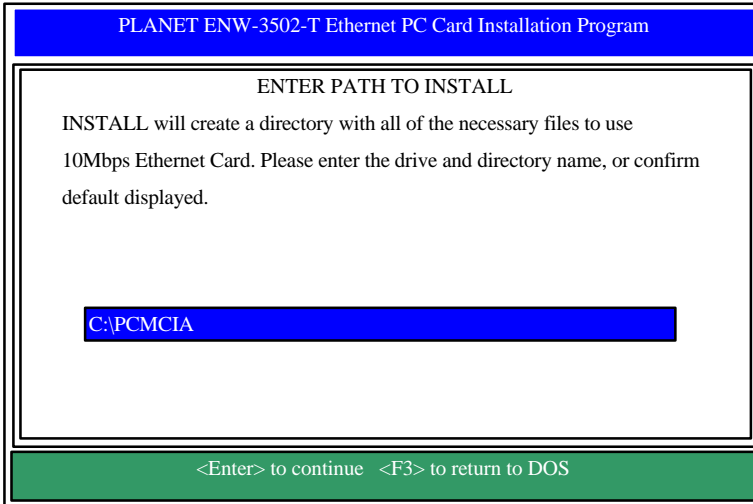 PLANET ENW-3502-T Ethernet PC Card Installation Program
ENTER PATH TO INSTALL
INSTALL will create a directory with all of the necessary files to use
10Mbps Ethernet Card. Please enter the drive and directory name, or confirm
default displayed.
C:\PCMCIA
<Enter> to continue   <F3> to return to DOS